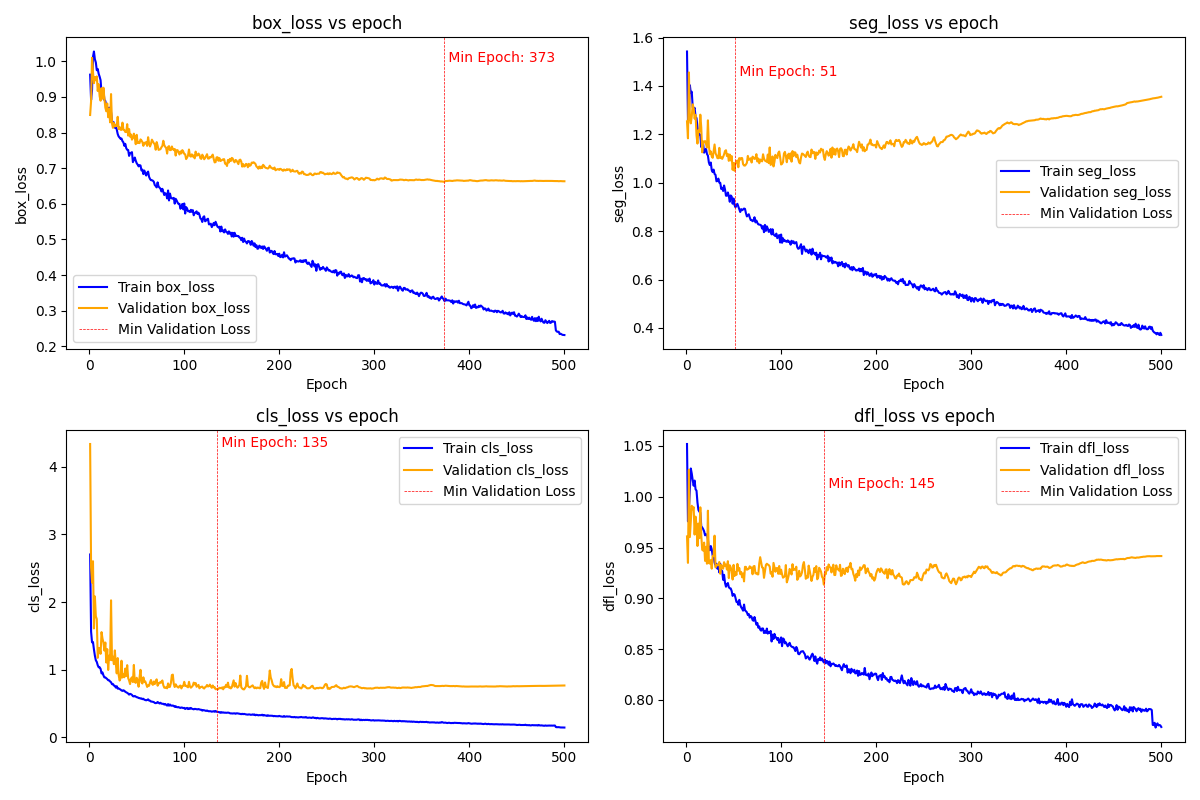 box_loss vs epoch
Min Epoch: 373
1.0
0.9
0.8
0.7
0.6
0.5
0.4
0.3
0.2
box_loss
Train box_loss
Validation box_loss
Min Validation Loss
0 100 200 300 400 500
Epoch
seg_loss vs epoch
Min Epoch: 51
1.6
1.4
1.2
1.0
0.8
0.6
0.4
seg_loss
Train seg_loss
Validation seg_loss
Min Validation Loss
0 100 200 300 400 500
Epoch
cls_loss vs epoch
Min Epoch: 135
Train cls_loss
Validation cls_loss
Min Validation Loss
4
3
2
1
0
cls_loss
0 100 200 300 400 500
Epoch
dfl_loss vs epoch
Min Epoch: 145
Train dfl_loss
Validation dfl_loss
Min Validation Loss
1.05
1.00
0.95
0.90
0.85
0.80
dfl_loss
0 100 200 300 400 500
Epoch